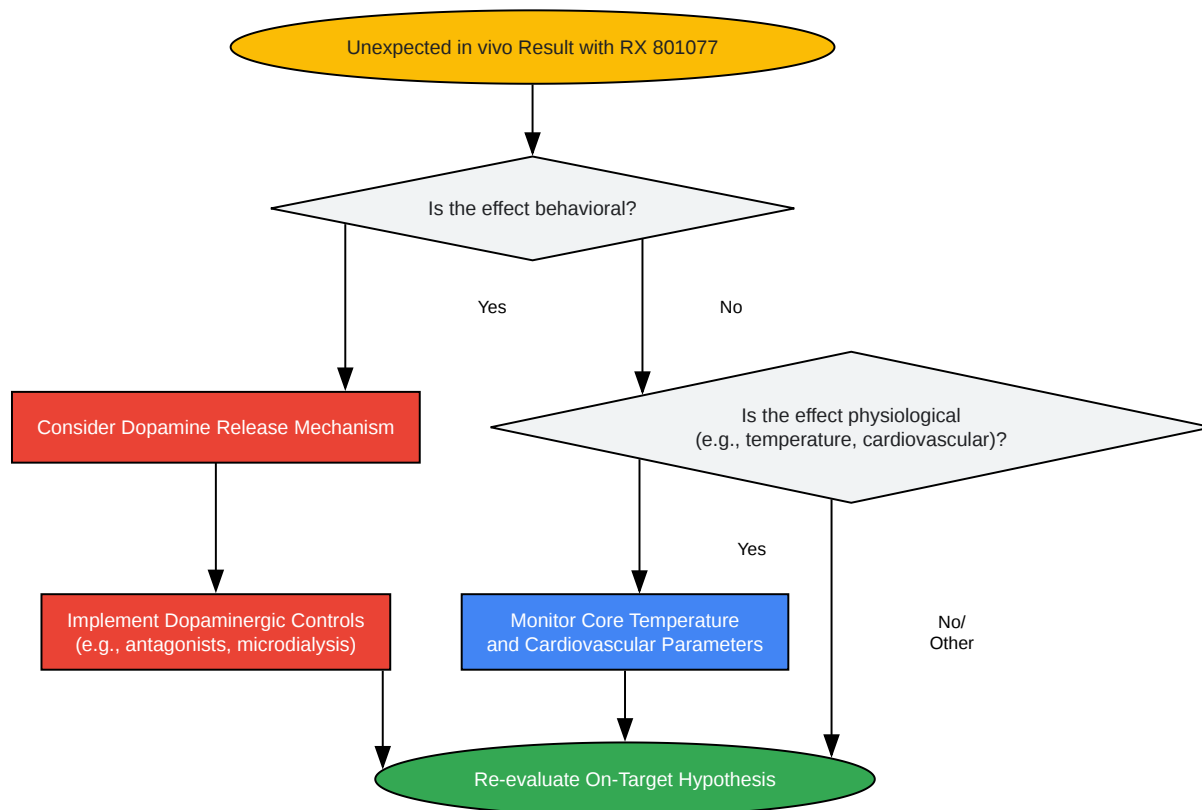 Unexpected in vivo Result with RX 801077
Is the effect behavioral?
Yes
No
Consider Dopamine Release Mechanism
Is the effect physiological
(e.g., temperature, cardiovascular)?
Yes
No/
Other
Implement Dopaminergic Controls
(e.g., antagonists, microdialysis)
Monitor Core Temperature
and Cardiovascular Parameters
Re-evaluate On-Target Hypothesis